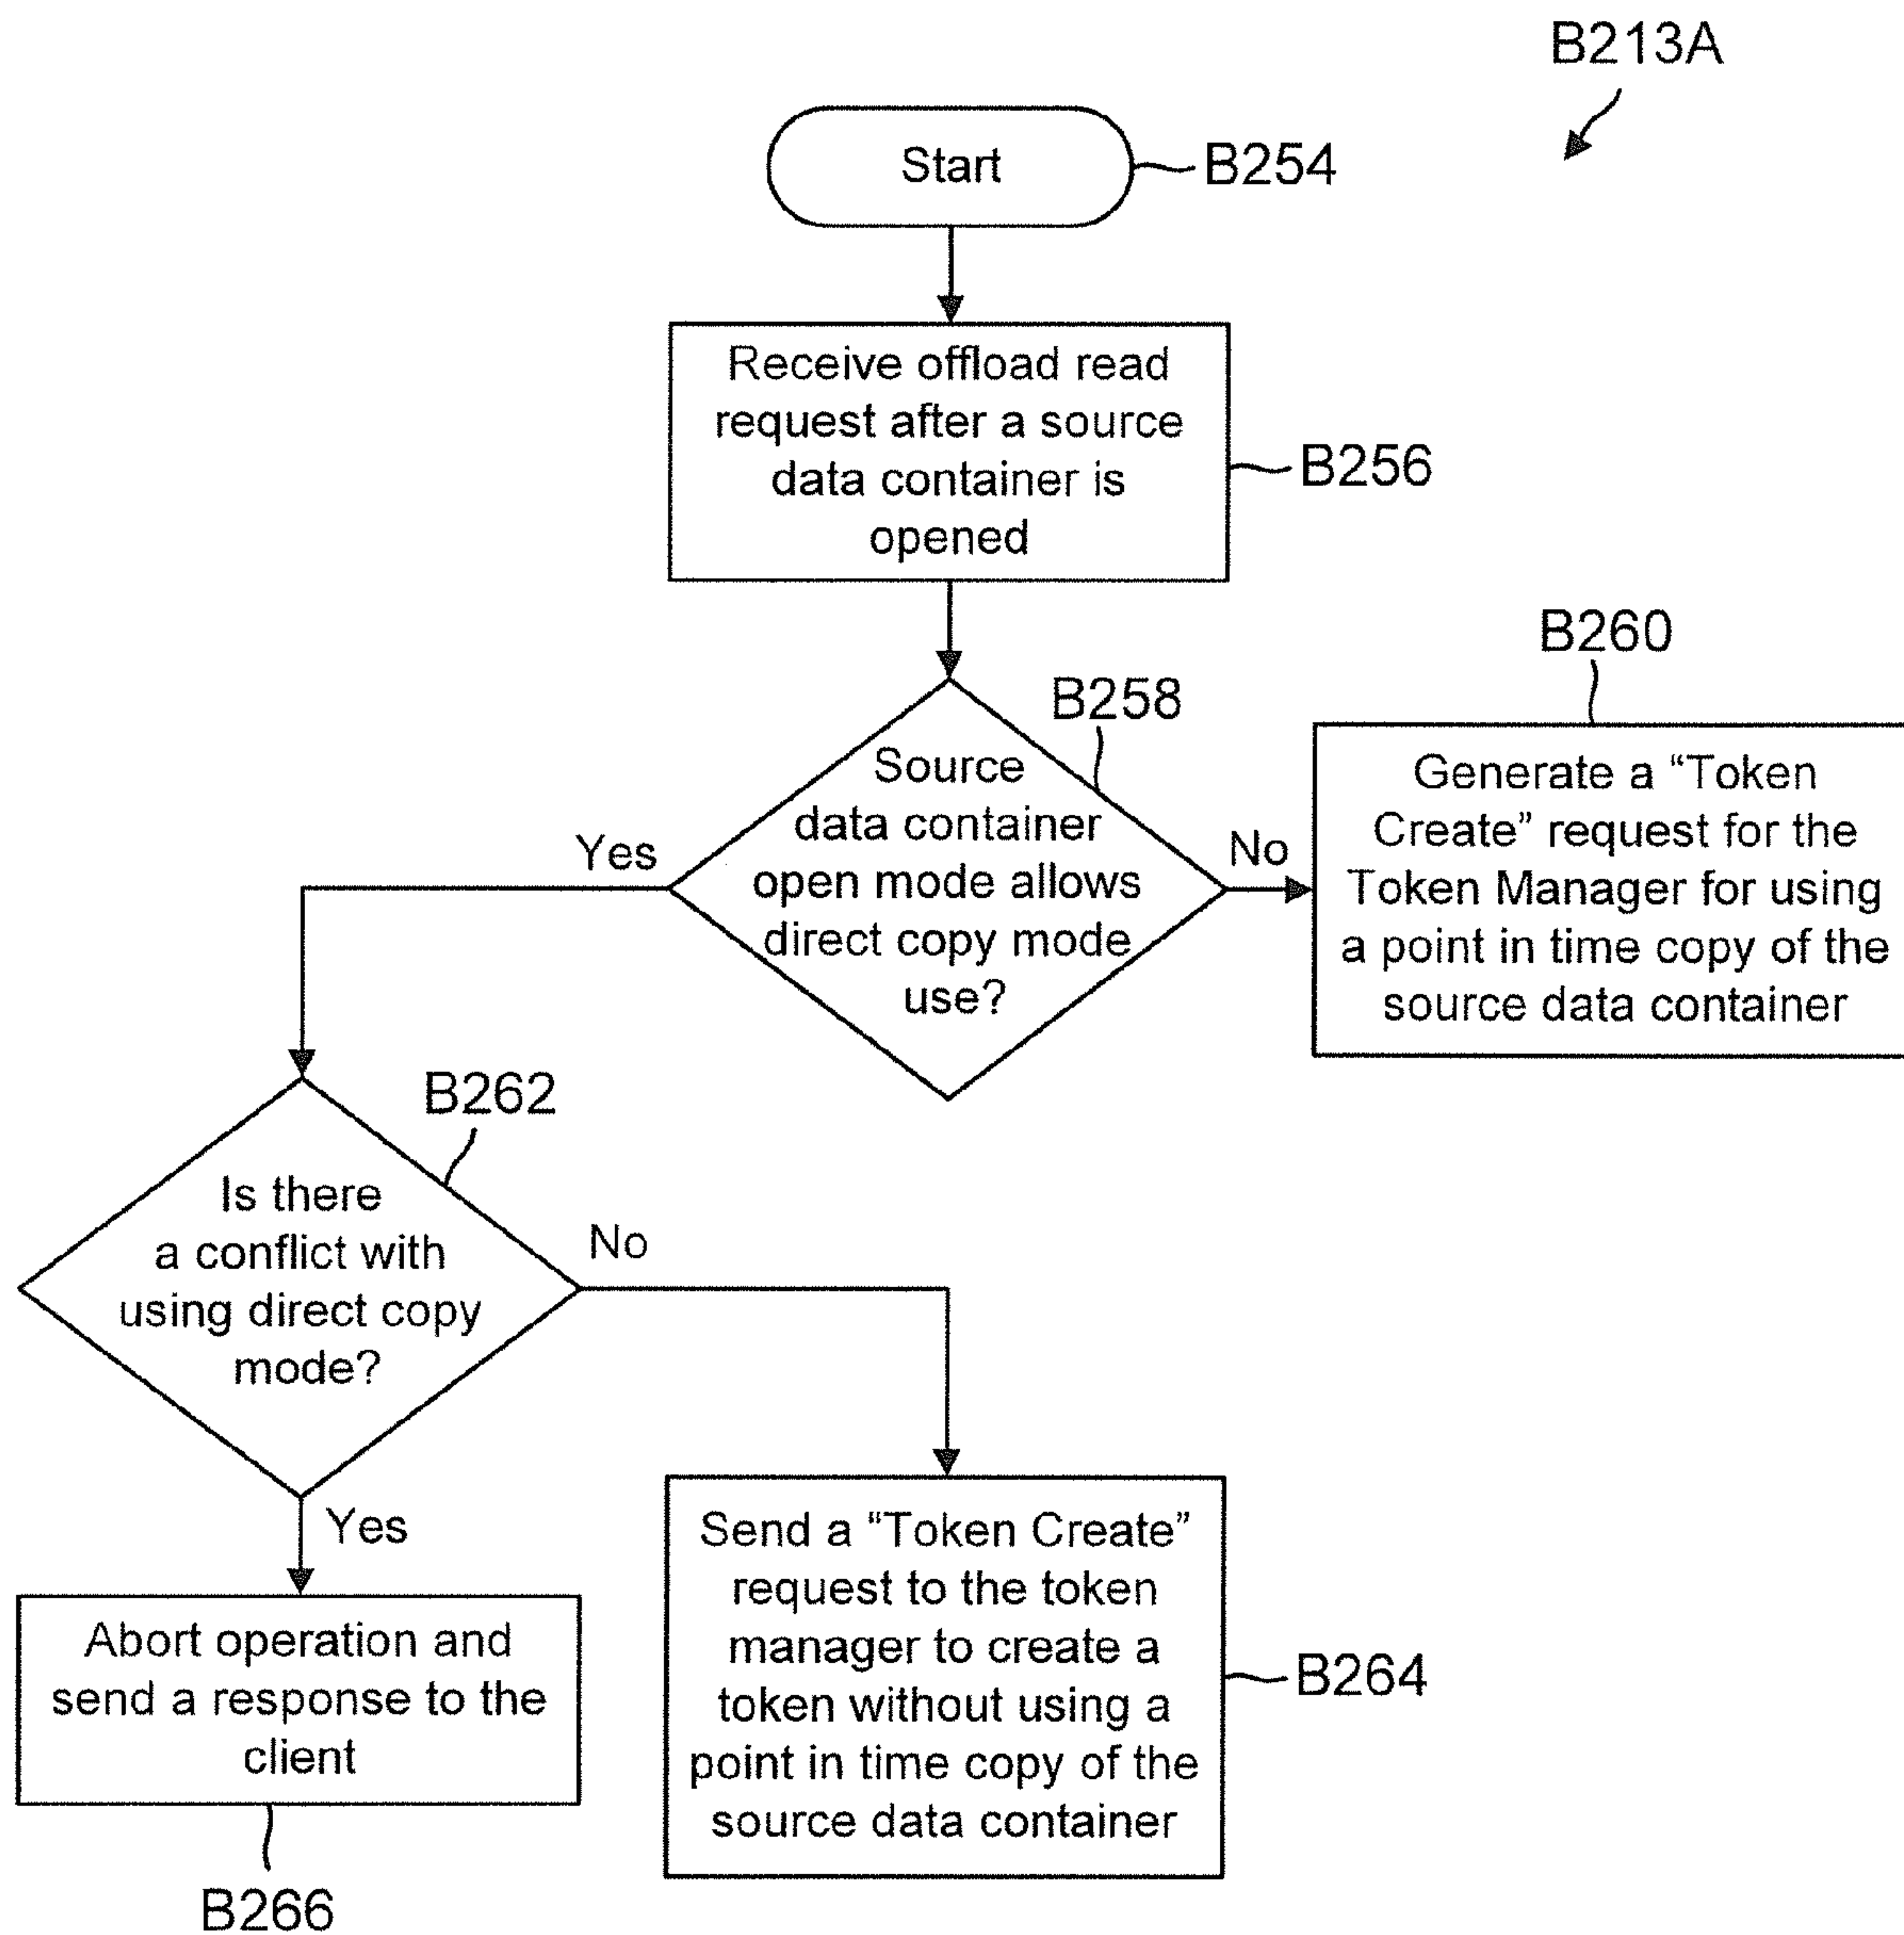 B213A
Start
B254
Receive offload read
request after a source
data container is
opened
B256
B260
B258
Source
data container
open mode allows
direct copy mode
use?
Yes
No
Generate a “Token
Create” request for the
Token Manager for using
a point in time copy of the
source data container
B262
Is there
a conflict with
using direct copy
mode?
No
Yes
Send a “Token Create”
request to the token
manager to create a
token without using a
point in time copy of the
source data container
B264
Abort operation and
send a response to the
client
B266